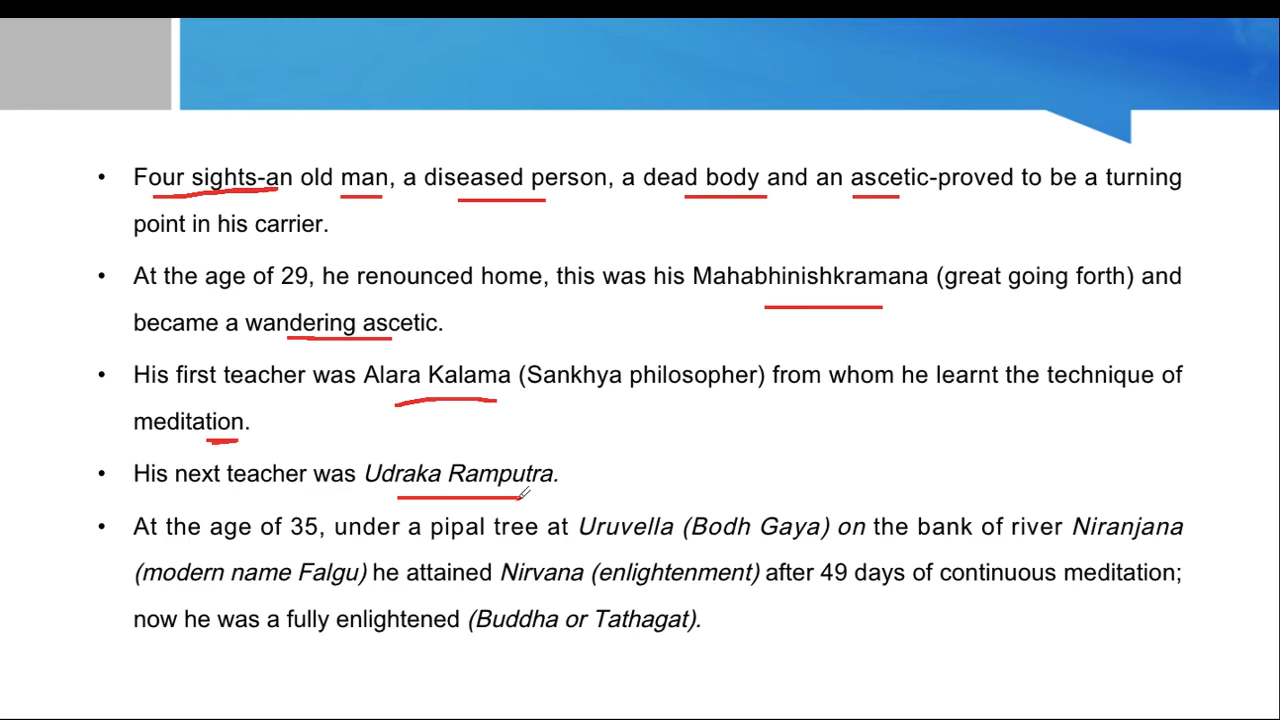 • Four sights-an old man, a diseased person, a dead body and an ascetic-proved to be a turning
point in his carrier.
• At the age of 29, he renounced home, this was his Mahabhinishkramana (great going forth) and
became a wandering ascetic.
• His first teacher was Alara Kalama (Sankhya philosopher) from whom he learnt the technique of
meditation.
• His next teacher was Udraka Ramputra.
• At the age of 35, under a pipal tree at Uruvella (Bodh Gaya) on the bank of river Niranjana
(modern name Falgu) he attained Nirvana (enlightenment) after 49 days of continuous meditation;
now he was a fully enlightened (Buddha or Tathagat).